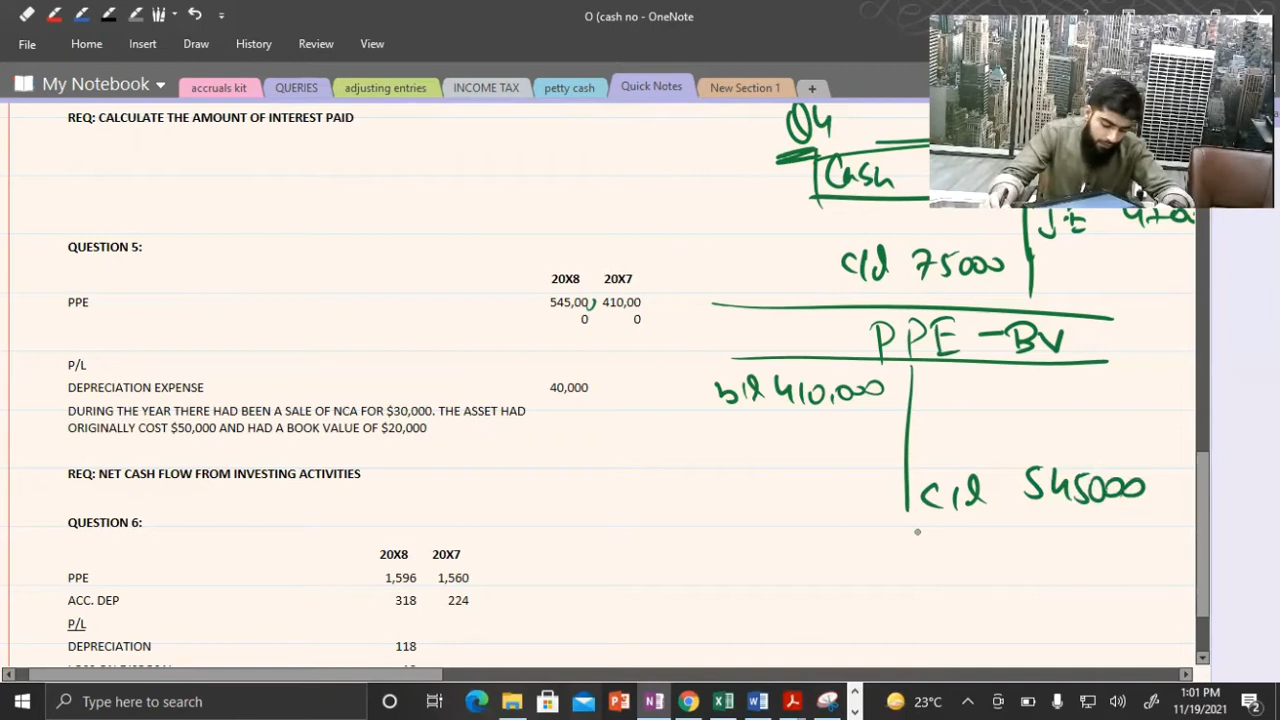 O (cash no - OneNote
File Home Insert Draw History Review View
My Notebook accruals kit QUERIES adjusting entries INCOMETAX petty cash Quick Notes New Section 1 +
REQ: CALCULATE THE AMOUNT OF INTEREST PAID
Q4
Cash
QUESTION 5:
c/d 75000
20X8 20X7
PPE 545,00 410,00
0 0
PPE - BV
P/L
DEPRECIATION EXPENSE 40,000
b/d 410,000
DURING THE YEAR THERE HAD BEEN A SALE OF NCA FOR $30,000. THE ASSET HAD
ORIGINALLY COST $50,000 AND HAD A BOOK VALUE OF $20,000
REQ: NET CASH FLOW FROM INVESTING ACTIVITIES
c/d 545000
QUESTION 6:
20X8 20X7
PPE 1,596 1,560
ACC. DEP 318 224
P/L
DEPRECIATION 118
Type here to search
23°C
1:01 PM
11/19/2021
2